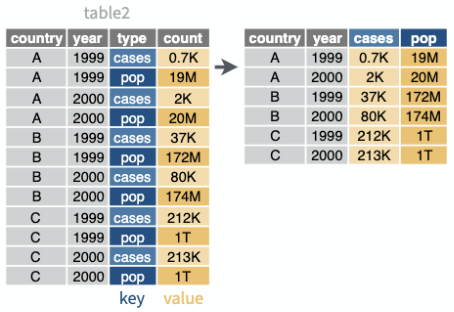 table2
country year type cases count
A 1999 cases 0.7K
A 1999 pop 19M
A 2000 cases 2K
A 2000 pop 20M
B 1999 cases 37K
B 1999 pop 172M
B 2000 cases 80K
B 2000 pop 174M
C 1999 cases 212K
C 1999 pop 1T
C 2000 cases 213K
C 2000 pop 1T
key value
country year cases pop
A 1999 0.7K 19M
A 2000 2K 20M
B 1999 37K 172M
B 2000 80K 174M
C 1999 212K 1T
C 2000 213K 1T